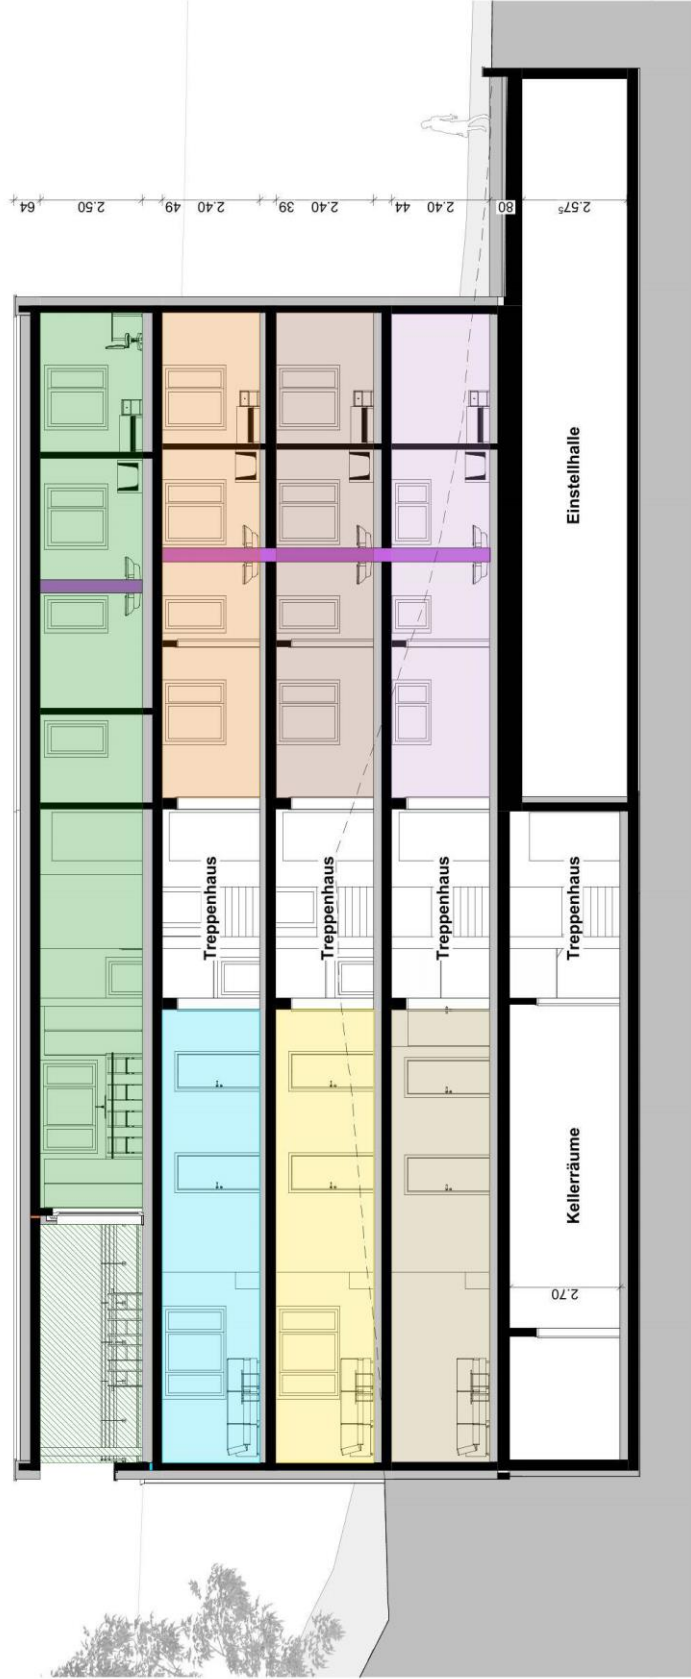 64
2.50
49
2.40
39
2.40
44
2.40
80
2.57⁵
Einstellhalle
Treppenhaus
Treppenhaus
Treppenhaus
Treppenhaus
Kellerräume
2.70